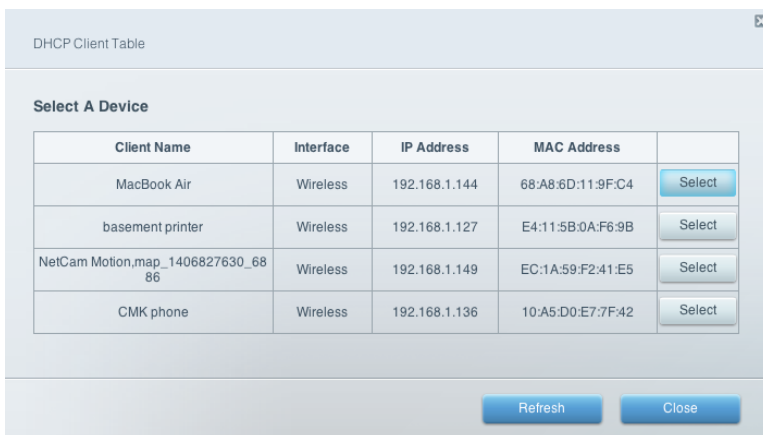 DHCP Client Table
Select A Device
Client Name Interface IP Address MAC Address
MacBook Air Wireless 192.168.1.144 68:A8:6D:11:9F:C4 Select
basement printer Wireless 192.168.1.127 E4:11:5B:0A:F6:9B Select
NetCam Motion,map_1406827630_68
86 Wireless 192.168.1.149 EC:1A:59:F2:41:E5 Select
CMK phone Wireless 192.168.1.136 10:A5:D0:E7:7F:42 Select
Refresh Close